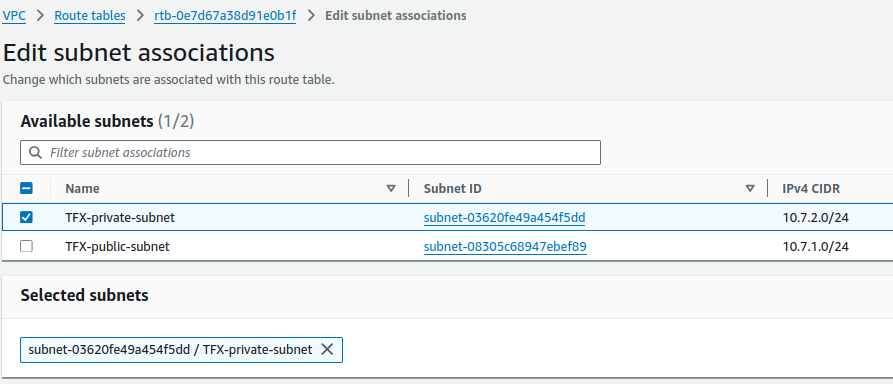 VPC > Route tables > rtb-0e7d67a38d91e0b1f > Edit subnet associations
Edit subnet associations
Change which subnets are associated with this route table.
Available subnets (1/2)
Filter subnet associations
Name Subnet ID IPv4 CIDR
TFX-private-subnet subnet-03620fe49a454f5dd 10.7.2.0/24
TFX-public-subnet subnet-08305c68947ebef89 10.7.1.0/24
Selected subnets
subnet-03620fe49a454f5dd / TFX-private-subnet